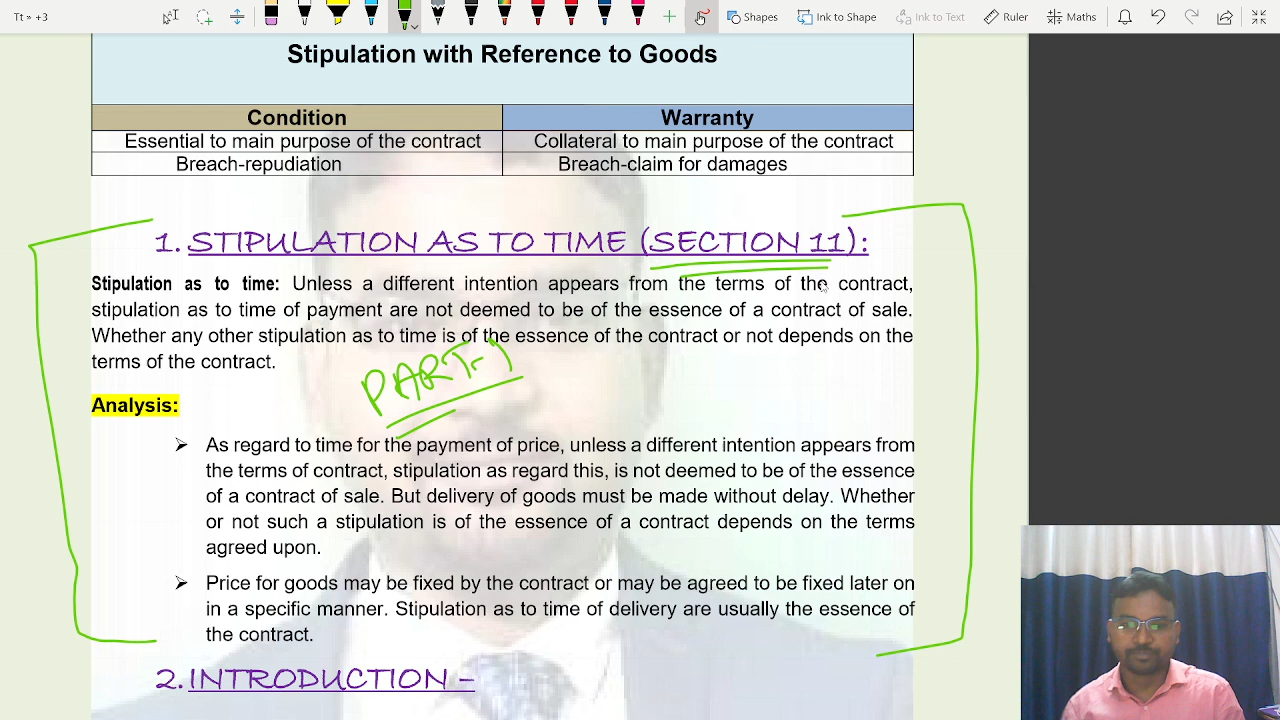 Tt > +3
Shapes
Ink to Shape
Ink to Text
Ruler
Maths
Stipulation with Reference to Goods
Condition Warranty
Essential to main purpose of the contract Collateral to main purpose of the contract
Breach-repudiation Breach-claim for damages
1. STIPULATION AS TO TIME (SECTION 11):
Stipulation as to time: Unless a different intention appears from the terms of the contract,
stipulation as to time of payment are not deemed to be of the essence of a contract of sale.
Whether any other stipulation as to time is of the essence of the contract or not depends on the
terms of the contract.
PART-1
Analysis:
As regard to time for the payment of price, unless a different intention appears from
the terms of contract, stipulation as regard this, is not deemed to be of the essence
of a contract of sale. But delivery of goods must be made without delay. Whether
or not such a stipulation is of the essence of a contract depends on the terms
agreed upon.
Price for goods may be fixed by the contract or may be agreed to be fixed later on
in a specific manner. Stipulation as to time of delivery are usually the essence of
the contract.
2. INTRODUCTION –